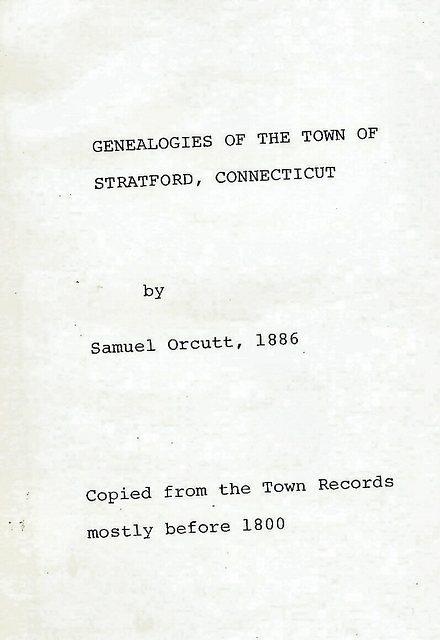 GENEALOGIES OF THE TOWN OF
STRATFORD, CONNECTICUT
by
Samuel Orcutt, 1886
Copied from the Town Records
mostly before 1800